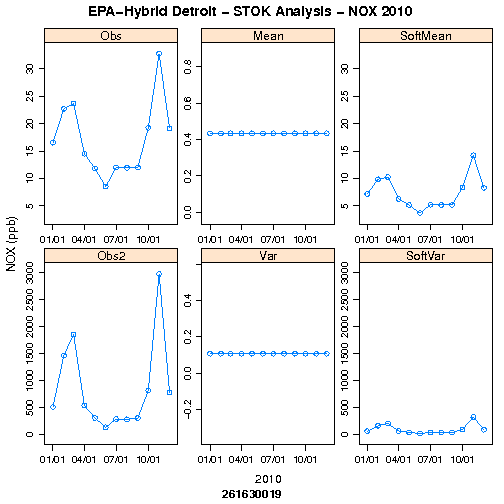 EPA-Hybrid Detroit - STOK Analysis - NOX 2010
Obs
Mean
SoftMean
5 10 15 20 25 30
0.0 0.2 0.4 0.6 0.8
5 10 15 20 25 30
01/01 04/01 07/01 10/01
01/01 04/01 07/01 10/01
01/01 04/01 07/01 10/01
NOX (ppb)
Obs2
Var
SoftVar
0 500 1000 1500 2000 2500 3000
-0.2 0.0 0.2 0.4
0 500 1000 1500 2000 2500 3000
01/01 04/01 07/01 10/01
01/01 04/01 07/01 10/01
01/01 04/01 07/01 10/01
2010
261630019